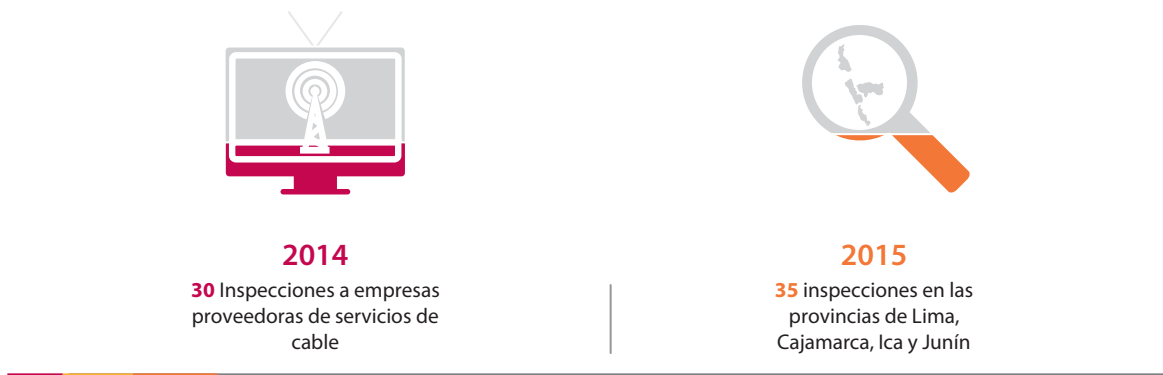 2014
30 Inspecciones a empresas
proveedoras de servicios de
cable
2015
35 inspecciones en las
provincias de Lima,
Cajamarca, Ica y Junín